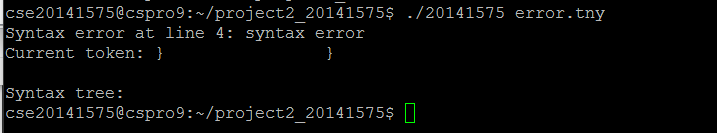 cse20141575@cspro9:~/project2_20141575$ ./20141575 error.tny
Syntax error at line 4: syntax error
Current token: }                }
Syntax tree:
cse20141575@cspro9:~/project2_20141575$